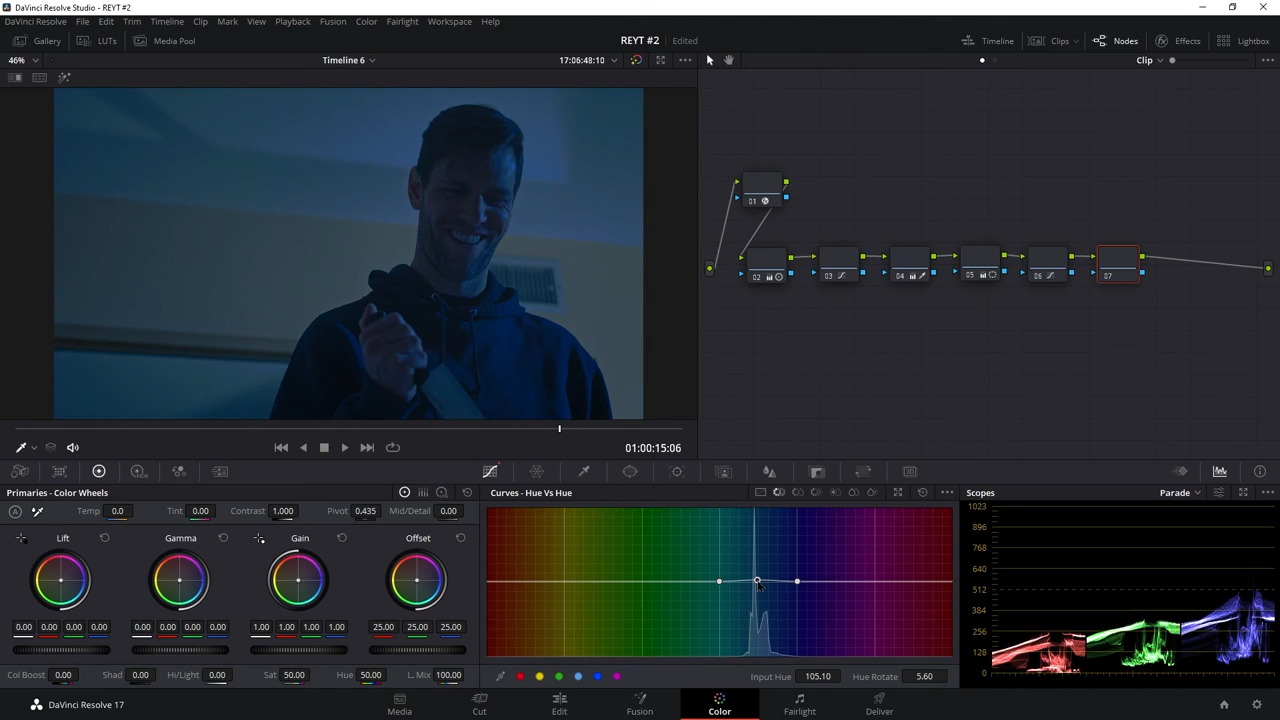 DaVinci Resolve Studio - REYT #2
DaVinci Resolve File Edit Trim Timeline Clip Mark View Playback Fusion Color Fairlight Workspace Help
Gallery LUTs Media Pool REYT #2 Edited Timeline Clips Nodes Effects Lightbox
46% Timeline 6 17:06:48:10 Clip
01
02 03 04 05 06 07
01:00:15:06
Primaries - Color Wheels Curves - Hue Vs Hue Scopes Parade
A Temp 0.0 Tint 0.00 Contrast 1.000 Pivot 0.435 Mid/Detail 0.00
Lift Gamma Gain Offset
0.00 0.00 0.00 0.00 0.00 0.00 0.00 0.00 1.00 1.00 1.00 1.00 25.00 25.00 25.00
1023
896
768
640
512
384
256
128
0
Col Boost 0.00 Shad 0.00 Hi/Light 0.00 Sat 50.00 Hue 50.00 L. Mix 100.00 Input Hue 105.10 Hue Rotate 5.60
DaVinci Resolve 17 Media Cut Edit Fusion Color Fairlight Deliver